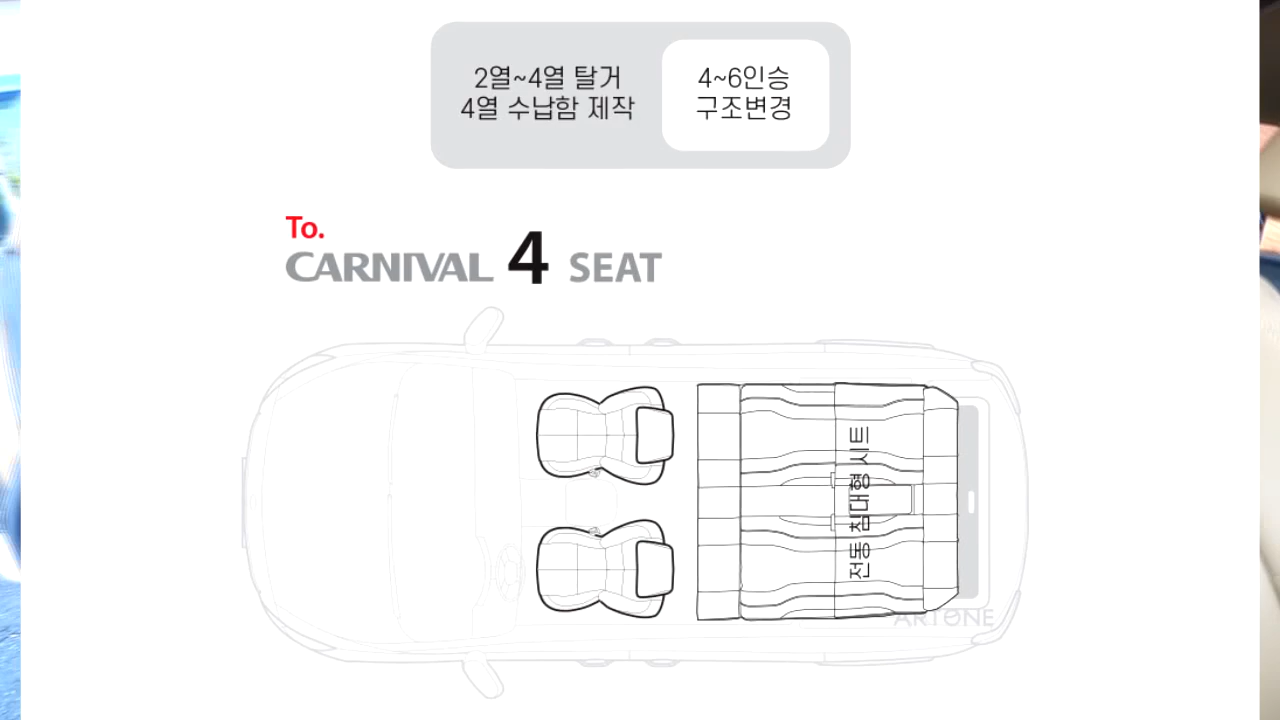 2열~4열 탈거
4열 수납함 제작
4~6인승
구조변경
To.
CARNIVAL 4 SEAT
전동 침대형 시트
ARTONE